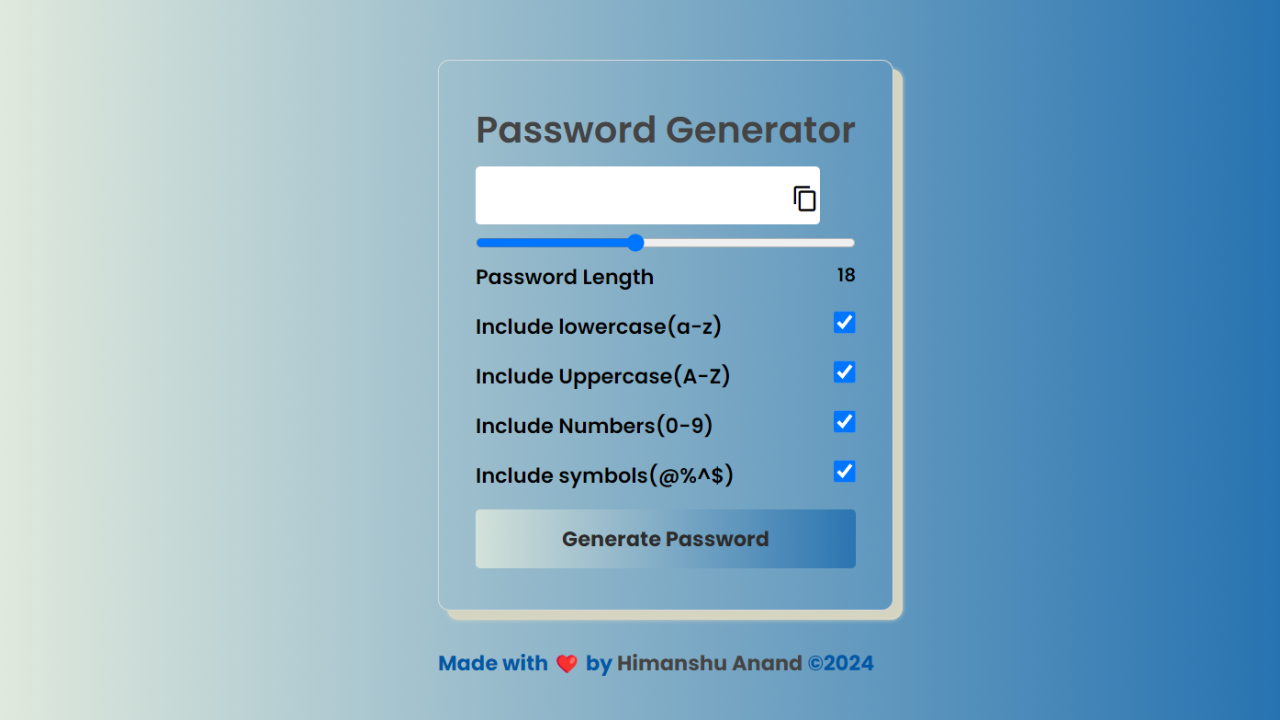 Password Generator
Password Length 18
Include lowercase(a-z)
Include Uppercase(A-Z)
Include Numbers(0-9)
Include symbols(@%^$)
Generate Password
Made with ❤️ by Himanshu Anand ©2024